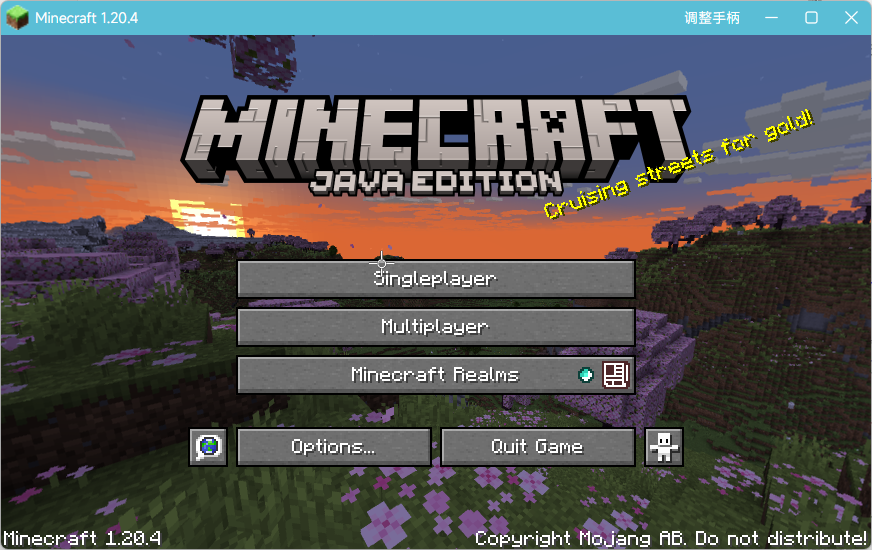 Minecraft 1.20.4
调整手柄
MINECRAFT
JAVA EDITION
Cruising streets for gold!
Singleplayer
Multiplayer
Minecraft Realms
Options...
Quit Game
Minecraft 1.20.4
Copyright Mojang AB. Do not distribute!